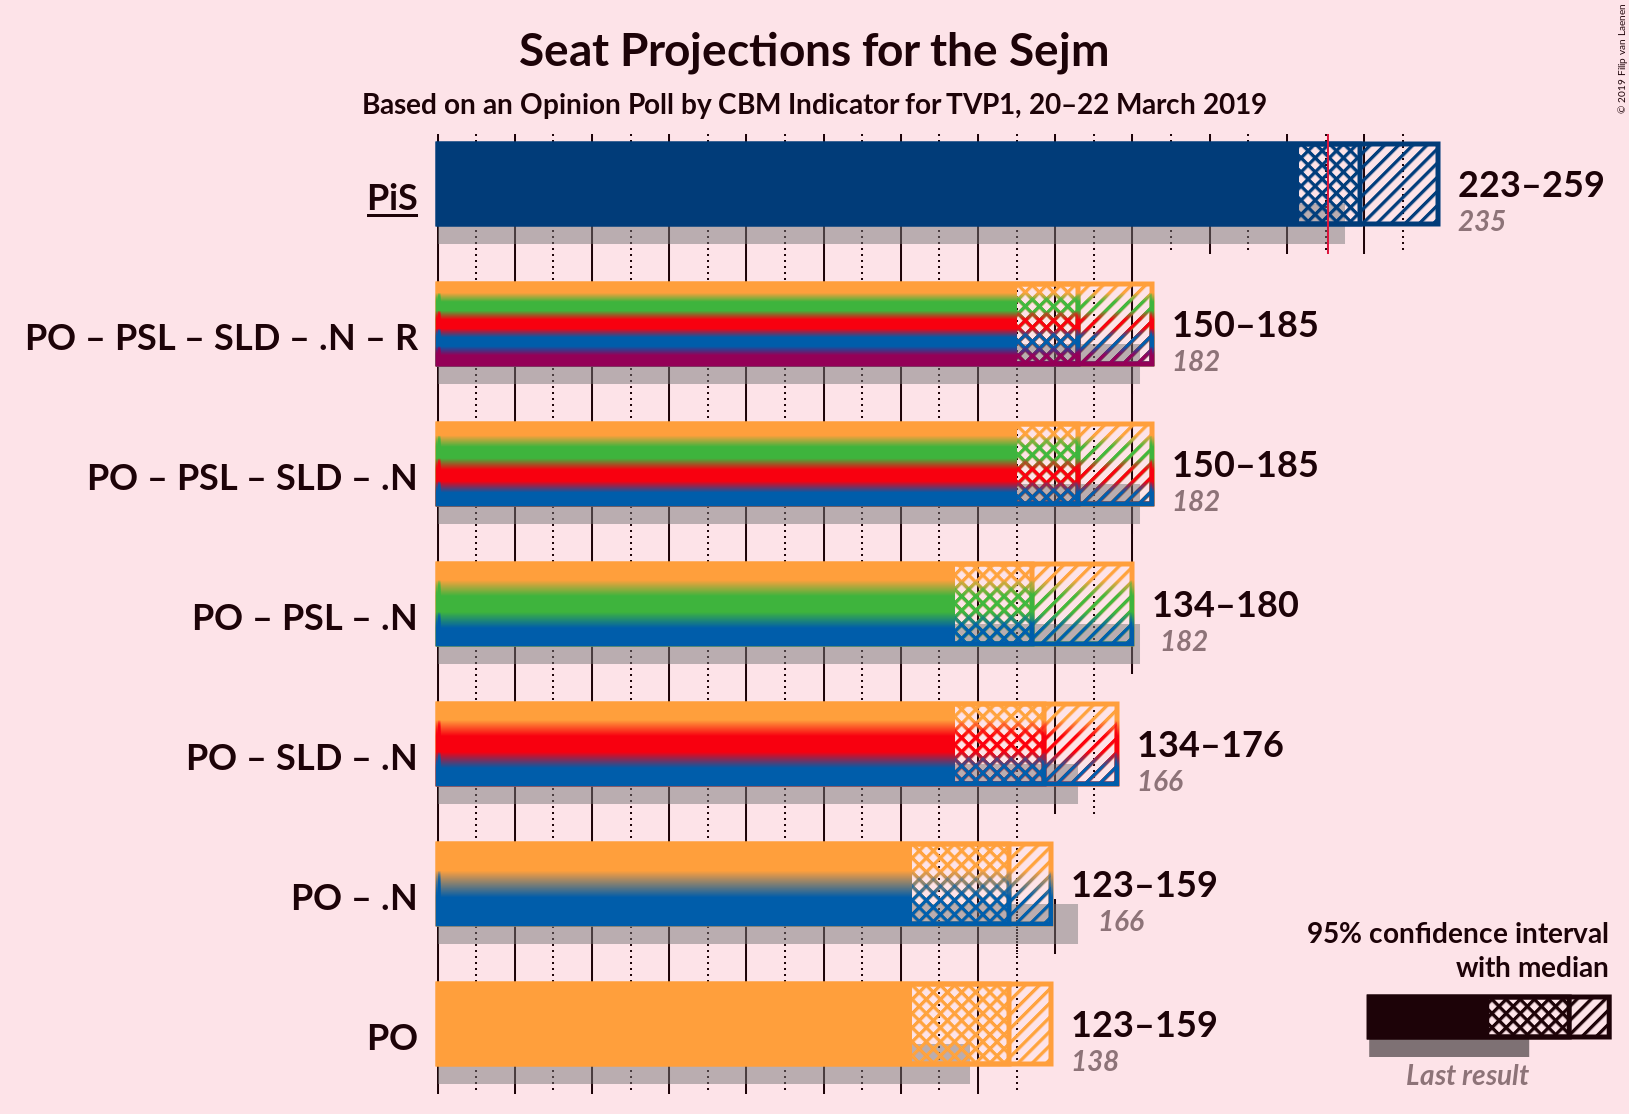 Seat Projections for the Sejm
Based on an Opinion Poll by CBM Indicator for TVP1, 20–22 March 2019
© 2019 Filip van Laenen
PiS
223–259
235
PO – PSL – SLD – .N – R
150–185
182
PO – PSL – SLD – .N
150–185
182
PO – PSL – .N
134–180
182
PO – SLD – .N
134–176
166
PO – .N
123–159
166
PO
123–159
138
95% confidence interval
with median
Last result